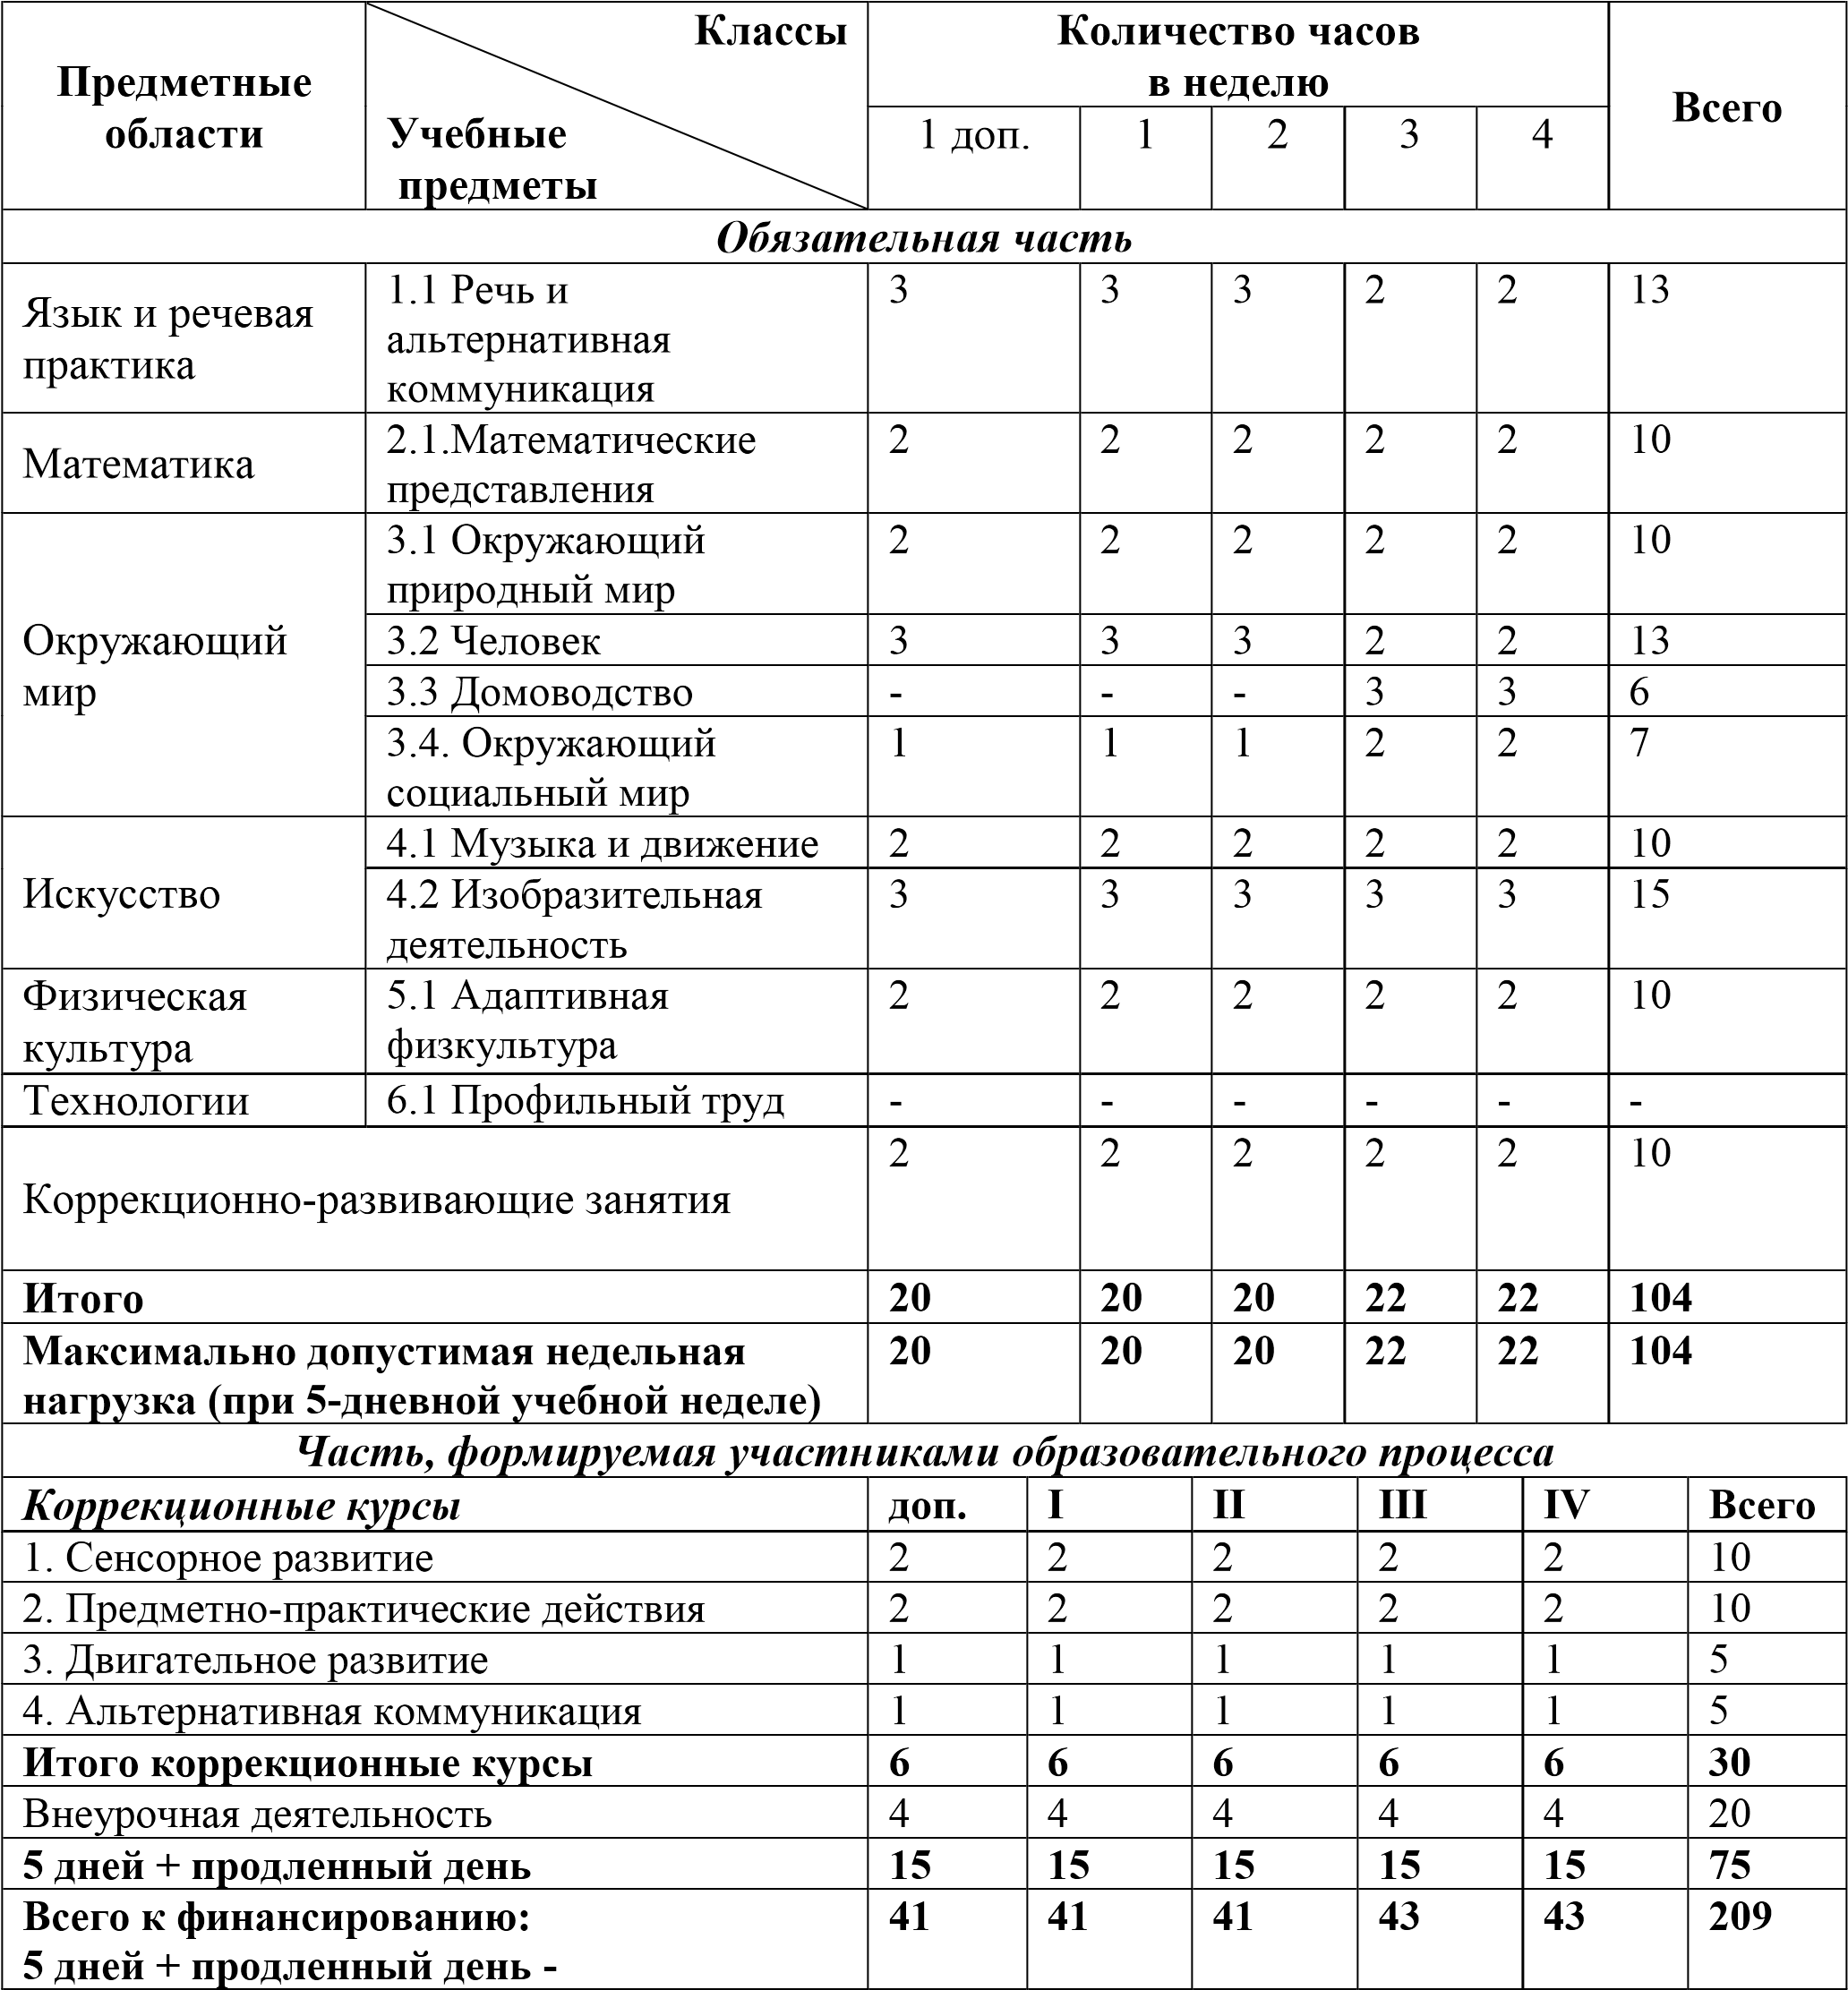 Предметные
области
Классы
Учебные
предметы
Количество часов
в неделю
Всего
1 доп. 1 2 3 4
Обязательная часть
Язык и речевая
практика
1.1 Речь и
альтернативная
коммуникация
3 3 3 2 2 13
Математика
2.1.Математические
представления
2 2 2 2 2 10
Окружающий
мир
3.1 Окружающий
природный мир
2 2 2 2 2 10
3.2 Человек 3 3 3 2 2 13
3.3 Домоводство - - - 3 3 6
3.4. Окружающий
социальный мир
1 1 1 2 2 7
Искусство
4.1 Музыка и движение 2 2 2 2 2 10
4.2 Изобразительная
деятельность
3 3 3 3 3 15
Физическая
культура
5.1 Адаптивная
физкультура
2 2 2 2 2 10
Технологии 6.1 Профильный труд - - - - - -
Коррекционно-развивающие занятия
2 2 2 2 2 10
Итого 20 20 20 22 22 104
Максимально допустимая недельная
нагрузка (при 5-дневной учебной неделе)
20 20 20 22 22 104
Часть, формируемая участниками образовательного процесса
Коррекционные курсы доп. I II III IV Всего
1. Сенсорное развитие 2 2 2 2 2 10
2. Предметно-практические действия 2 2 2 2 2 10
3. Двигательное развитие 1 1 1 1 1 5
4. Альтернативная коммуникация 1 1 1 1 1 5
Итого коррекционные курсы 6 6 6 6 6 30
Внеурочная деятельность 4 4 4 4 4 20
5 дней + продленный день 15 15 15 15 15 75
Всего к финансированию: 41 41 41 43 43 209
5 дней + продленный день -